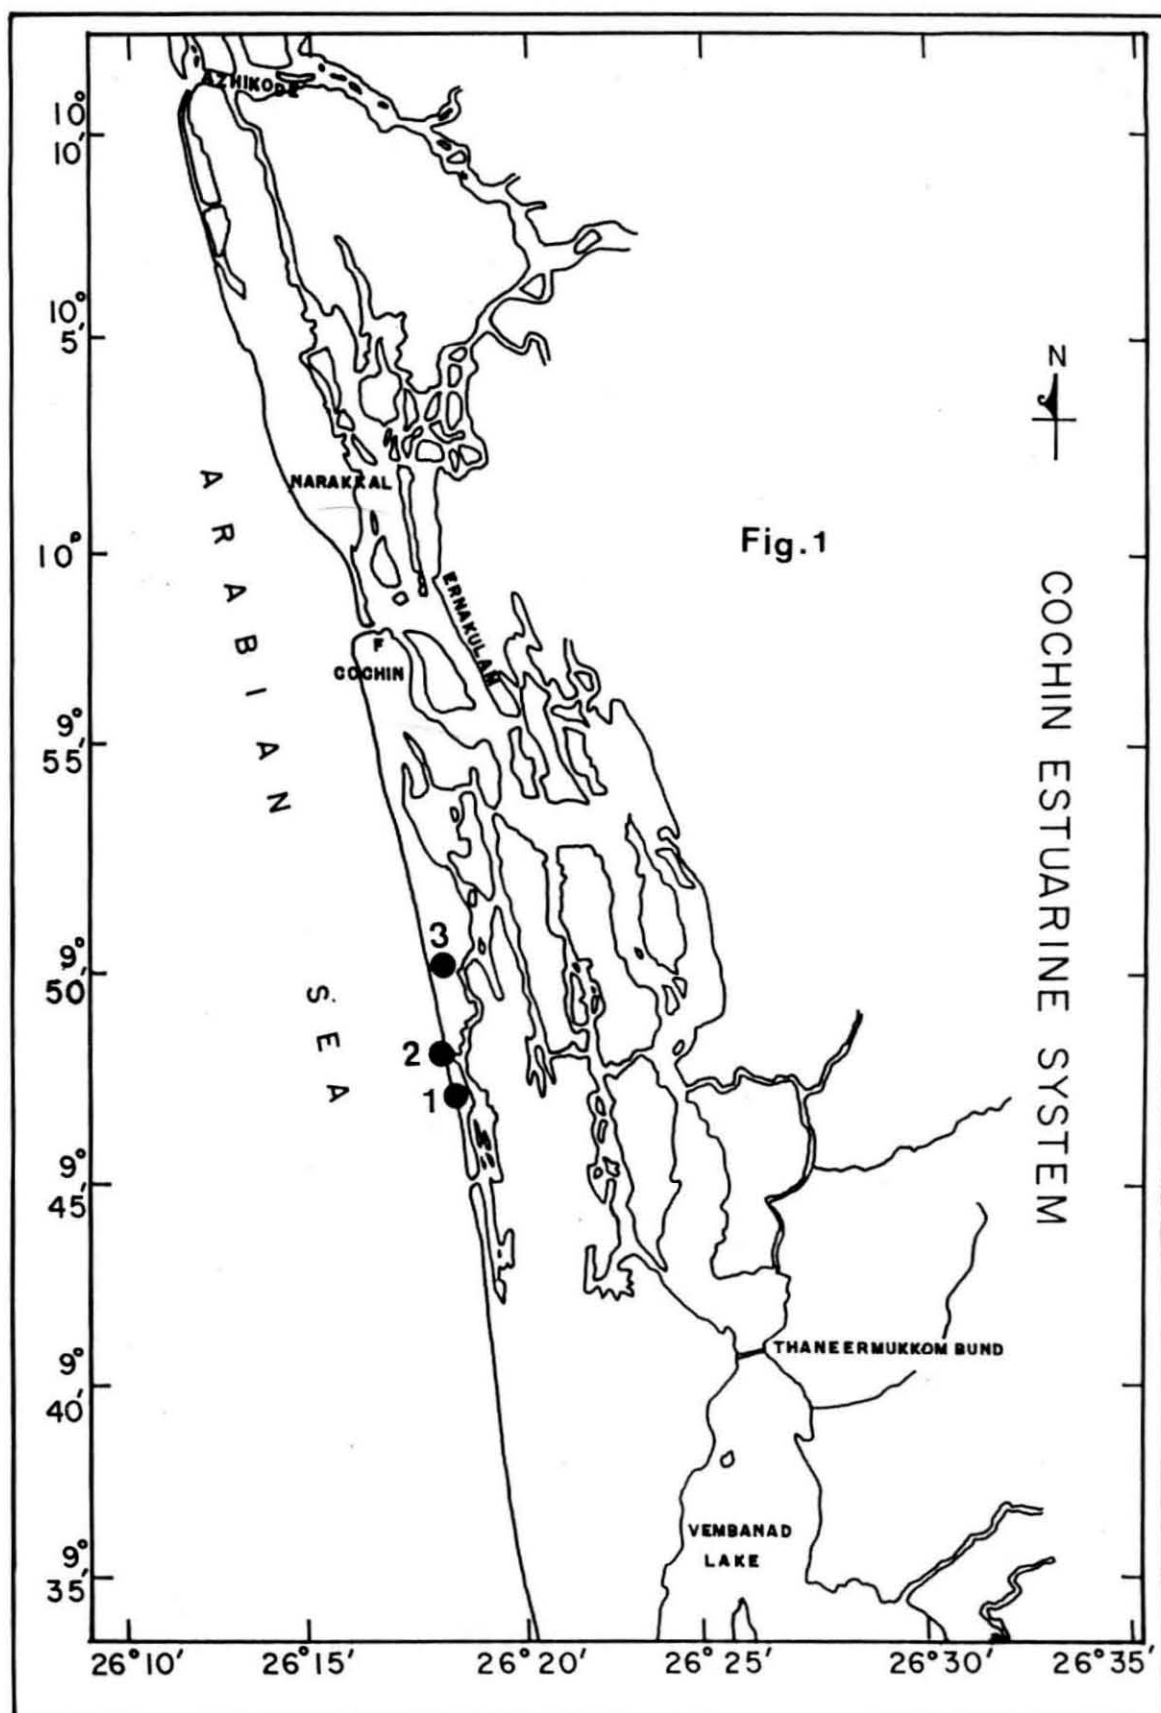 AZHIKODE
10°
10′
10°
5′
NARAKKAL
10°
Fig.1
ERNAKULAM
F
COCHIN
9°
55′
ARABIAN SEA
COCHIN ESTUARINE SYSTEM
N
3
9°
50′
2
1
9°
45′
THANEERMUKKOM BUND
9°
40′
VEMBANAD
LAKE
9°
35′
26°10′ 26°15′ 26°20′ 26°25′ 26°30′ 26°35′